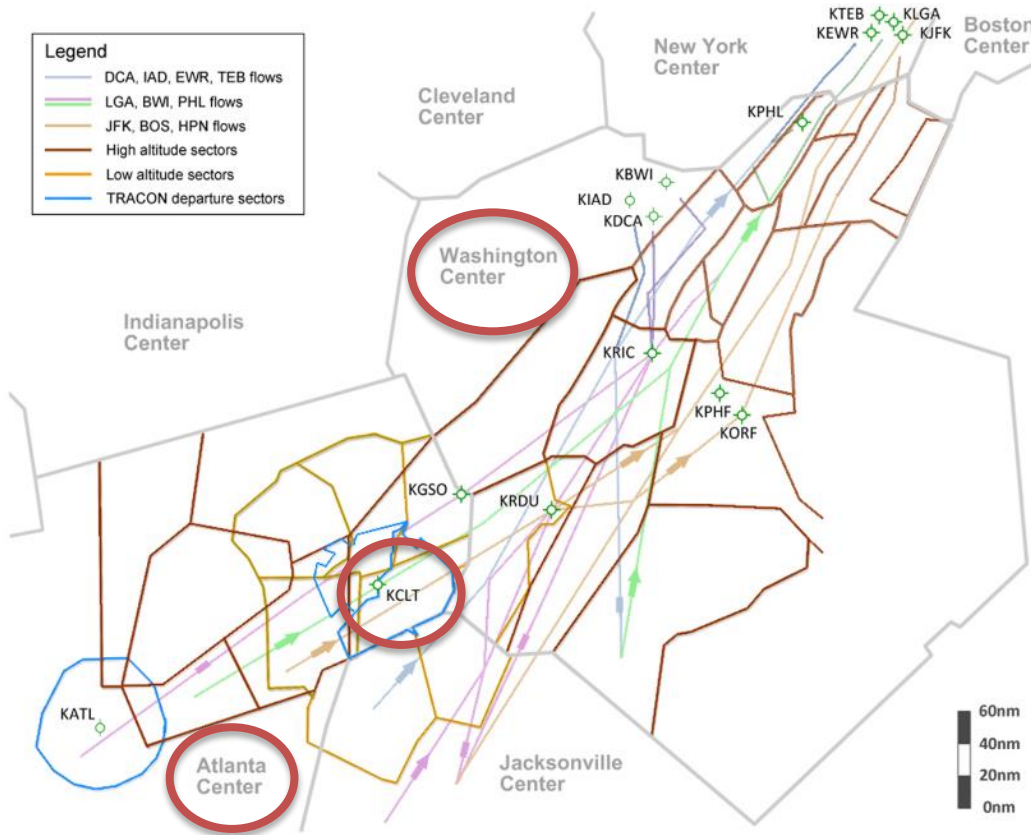 KTEB
KLGA
KEWR
KJFK
Boston
Center
New York
Center
Legend
DCA, IAD, EWR, TEB flows
LGA, BWI, PHL flows
JFK, BOS, HPN flows
High altitude sectors
Low altitude sectors
TRACON departure sectors
Cleveland
Center
KPHL
KBWI
KIAD
KDCA
Washington
Center
Indianapolis
Center
KRIC
KPHF
KORF
KGSO
KRDU
KCLT
KATL
Atlanta
Center
Jacksonville
Center
60nm
40nm
20nm
0nm